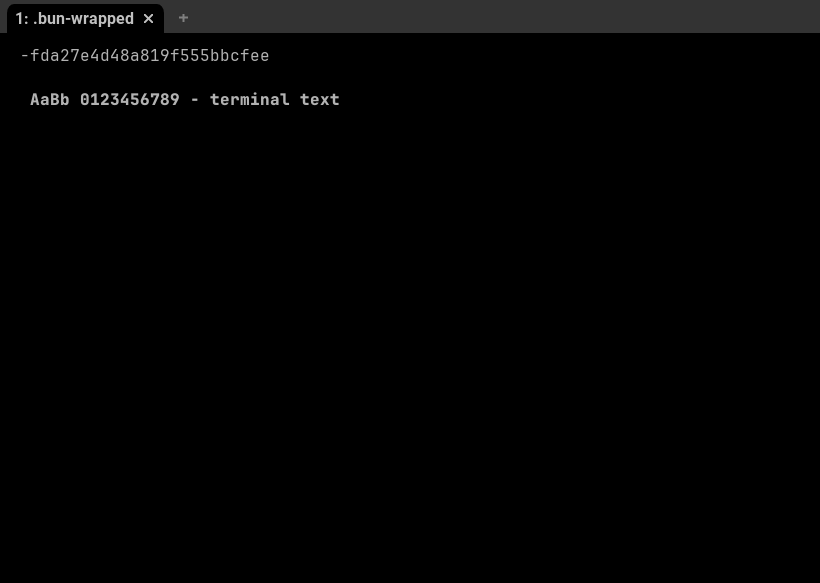 1: .bun-wrapped × +
-fda27e4d48a819f555bbcfee
AaBb 0123456789 - terminal text